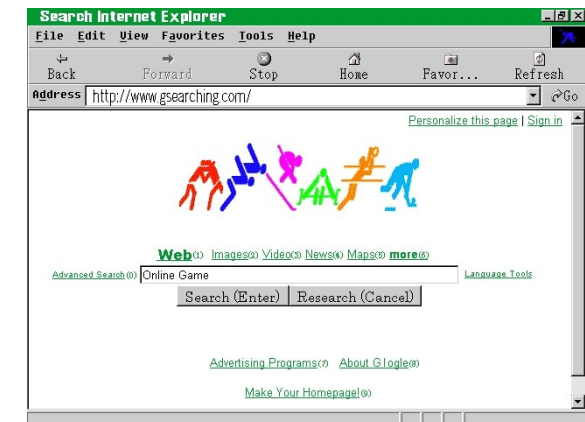 Search Internet Explorer
File Edit View Favorites Tools Help
Back Forward Stop Home Favor... Refresh
Address http://www.gsearching.com/ Go
Personalize this page | Sign in
Web(1) Images(2) Video(3) News(4) Maps(5) more(6)
Advanced Search(0) Online Game Language Tools
Search (Enter) Research (Cancel)
Advertising Programs(7) About Glogle(8)
Make Your Homepage!(9)